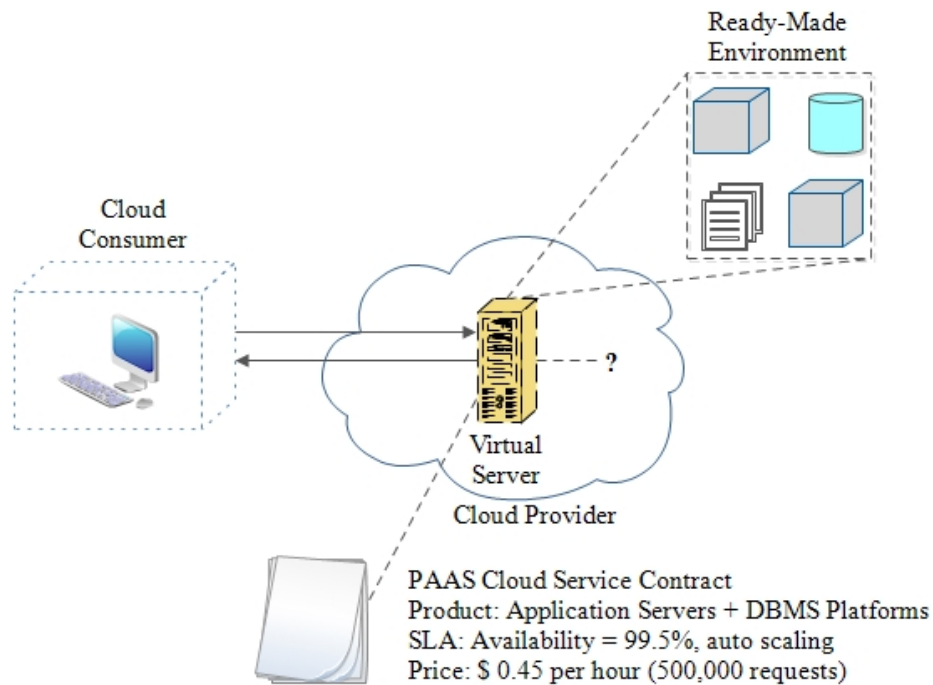 Ready-Made
Environment
Cloud
Consumer
?
Virtual
Server
Cloud Provider
PAAS Cloud Service Contract
Product: Application Servers + DBMS Platforms
SLA: Availability = 99.5%, auto scaling
Price: $ 0.45 per hour (500,000 requests)